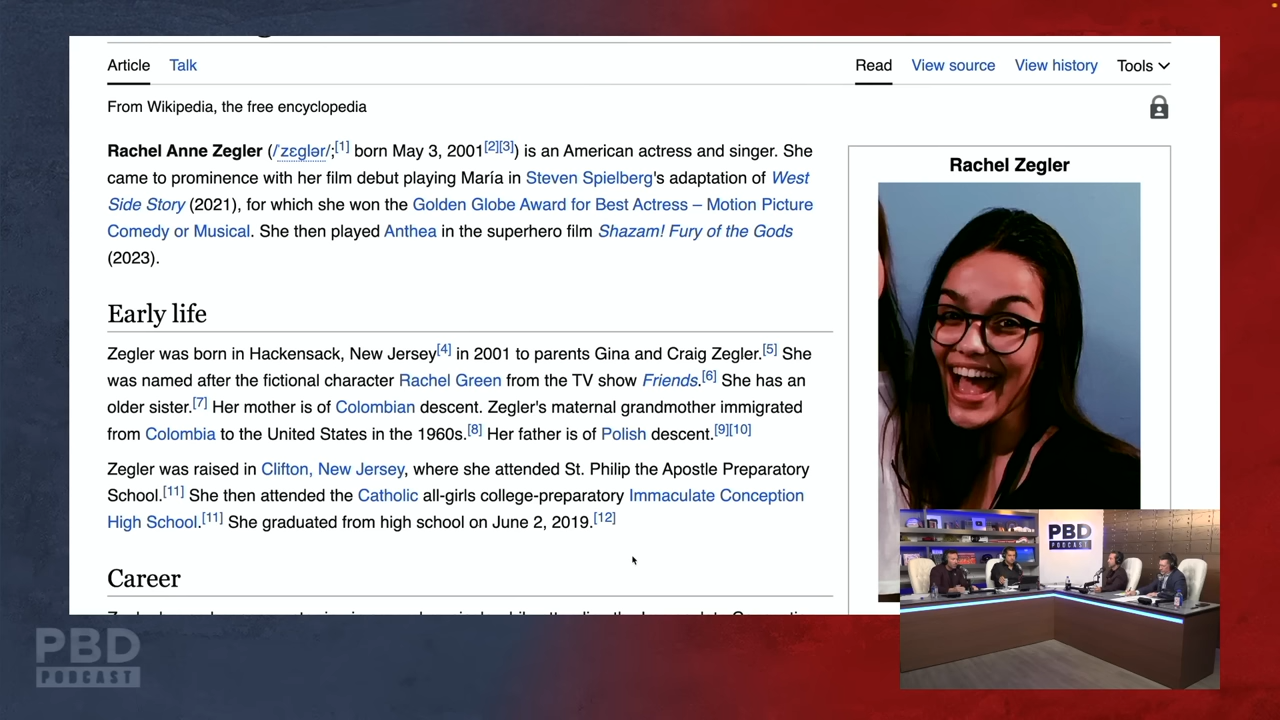 Article Talk Read View source View history Tools
From Wikipedia, the free encyclopedia
Rachel Anne Zegler (/ˈzɛɡlər/;[1] born May 3, 2001[2][3]) is an American actress and singer. She
came to prominence with her film debut playing María in Steven Spielberg's adaptation of West
Side Story (2021), for which she won the Golden Globe Award for Best Actress – Motion Picture
Comedy or Musical. She then played Anthea in the superhero film Shazam! Fury of the Gods
(2023).
Rachel Zegler
Early life
Zegler was born in Hackensack, New Jersey[4] in 2001 to parents Gina and Craig Zegler.[5] She
was named after the fictional character Rachel Green from the TV show Friends.[6] She has an
older sister.[7] Her mother is of Colombian descent. Zegler's maternal grandmother immigrated
from Colombia to the United States in the 1960s.[8] Her father is of Polish descent.[9][10]
Zegler was raised in Clifton, New Jersey, where she attended St. Philip the Apostle Preparatory
School.[11] She then attended the Catholic all-girls college-preparatory Immaculate Conception
High School.[11] She graduated from high school on June 2, 2019.[12]
Career
PBD
PODCAST
PBD
PODCAST